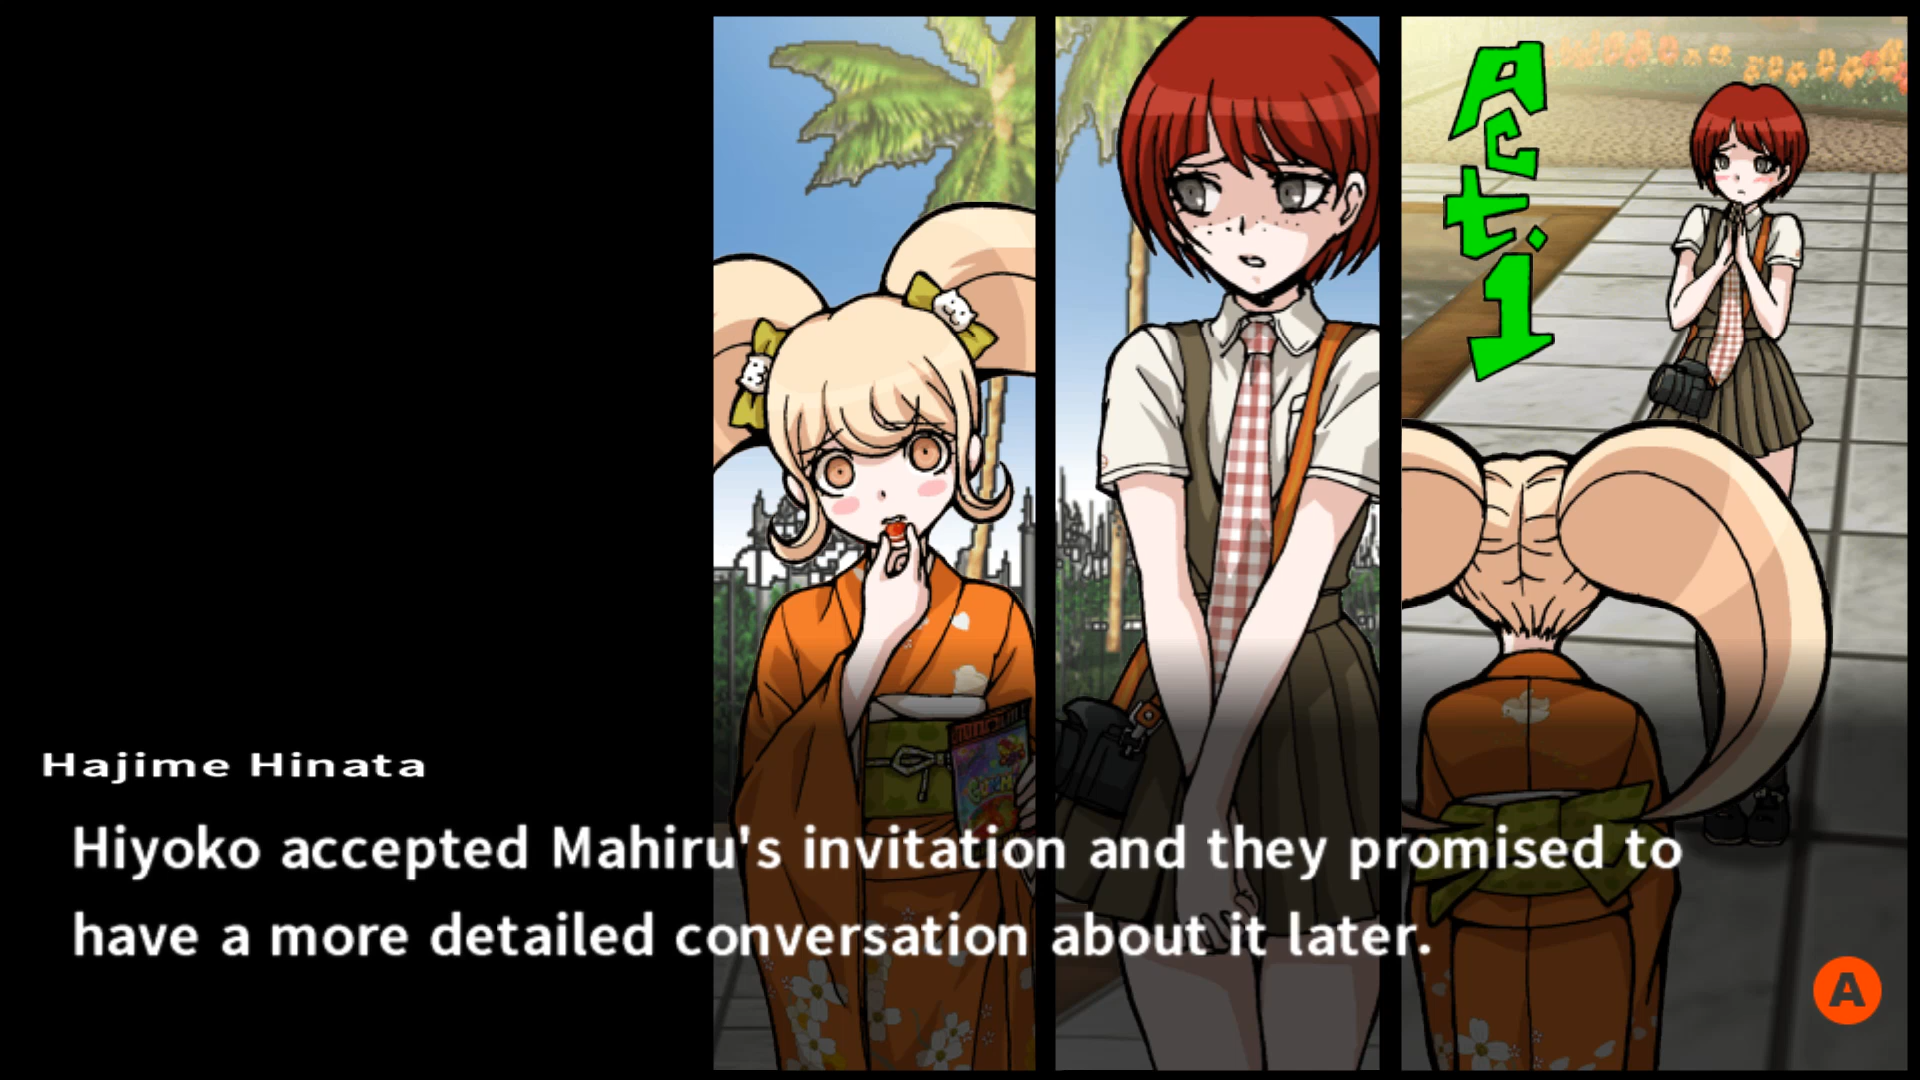 Act.1
Hajime Hinata
Hiyoko accepted Mahiru's invitation and they promised to
have a more detailed conversation about it later.
A